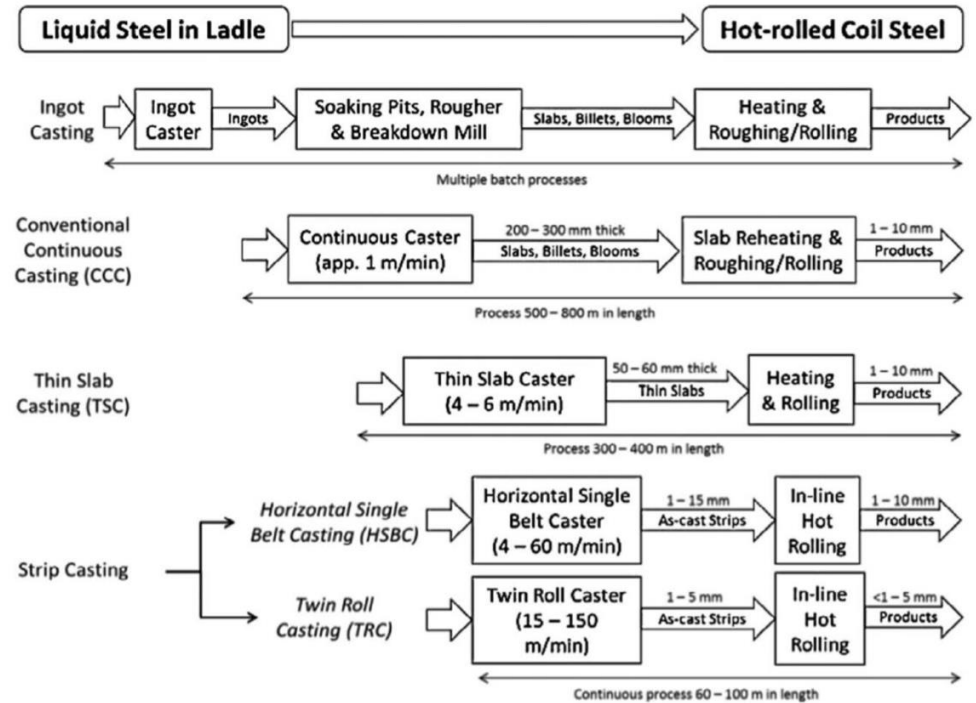 Liquid Steel in Ladle
Hot-rolled Coil Steel
Ingot
Casting
Ingot
Caster
Ingots
Soaking Pits, Rougher
& Breakdown Mill
Slabs, Billets, Blooms
Heating &
Roughing/Rolling
Products
Multiple batch processes
Conventional
Continuous
Casting (CCC)
Continuous Caster
(app. 1 m/min)
200 – 300 mm thick
Slabs, Billets, Blooms
Slab Reheating &
Roughing/Rolling
1 – 10 mm
Products
Process 500 – 800 m in length
Thin Slab
Casting (TSC)
Thin Slab Caster
(4 – 6 m/min)
50 – 60 mm thick
Thin Slabs
Heating
& Rolling
1 – 10 mm
Products
Process 300 – 400 m in length
Strip Casting
Horizontal Single
Belt Casting (HSBC)
Horizontal Single
Belt Caster
(4 – 60 m/min)
1 – 15 mm
As-cast Strips
In-line
Hot
Rolling
1 – 10 mm
Products
Twin Roll
Casting (TRC)
Twin Roll Caster
(15 – 150
m/min)
1 – 5 mm
As-cast Strips
In-line
Hot
Rolling
<1 – 5 mm
Products
Continuous process 60 – 100 m in length